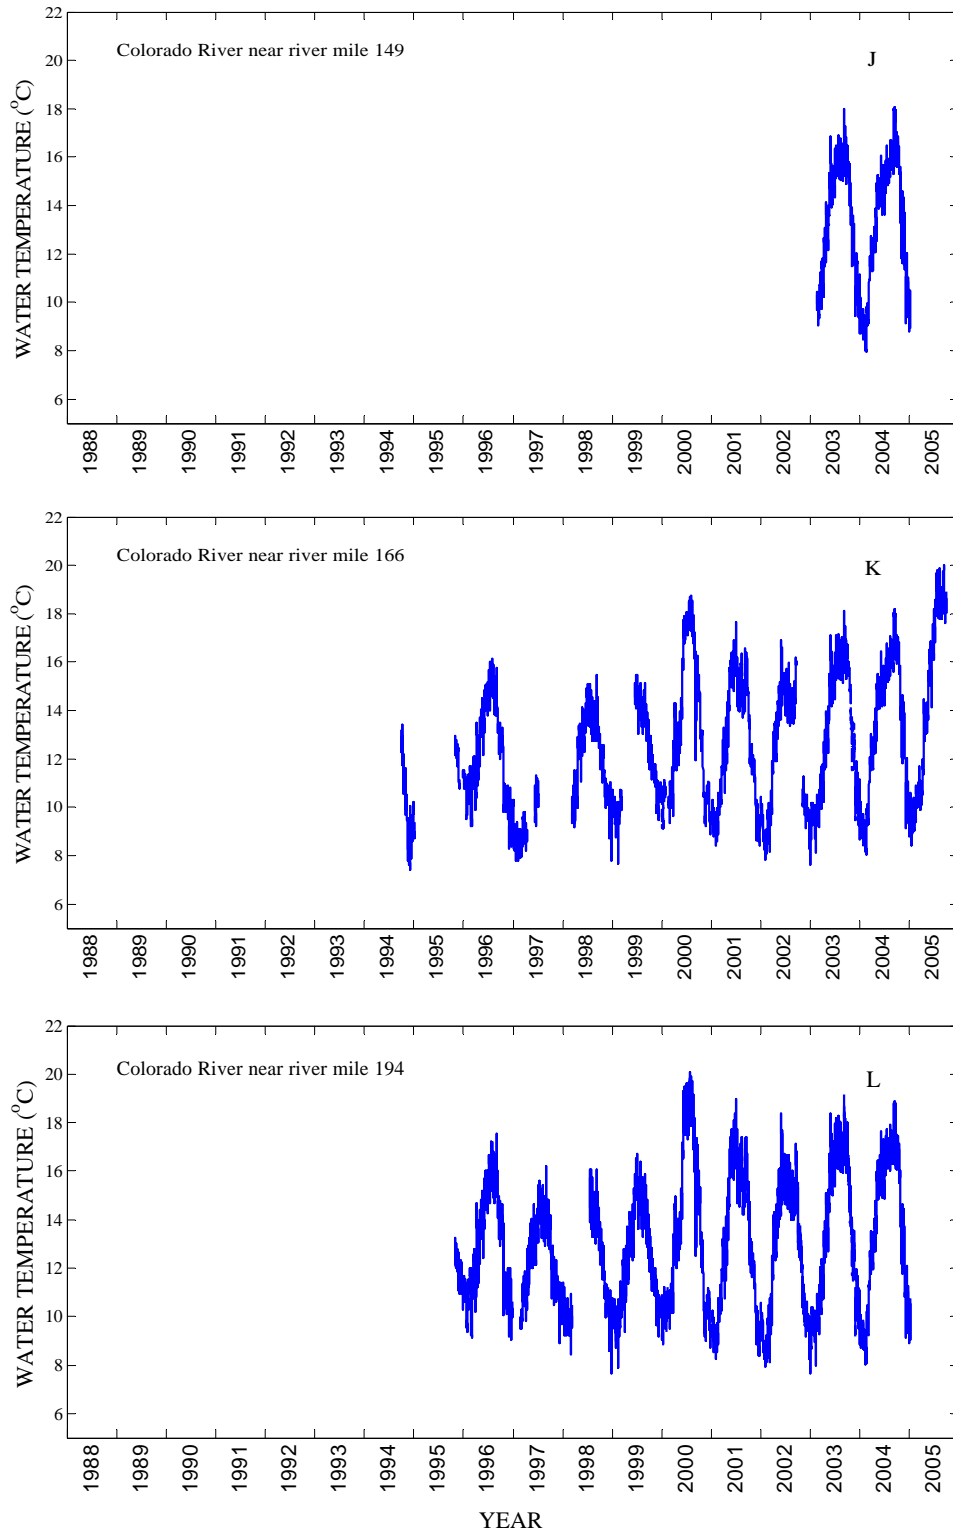 22
Colorado River near river mile 149
J
20
18
16
14
12
10
8
6
WATER TEMPERATURE (°C)
1988 1989 1990 1991 1992 1993 1994 1995 1996 1997 1998 1999 2000 2001 2002 2003 2004 2005
22
Colorado River near river mile 166
K
20
18
16
14
12
10
8
6
WATER TEMPERATURE (°C)
1988 1989 1990 1991 1992 1993 1994 1995 1996 1997 1998 1999 2000 2001 2002 2003 2004 2005
22
Colorado River near river mile 194
L
20
18
16
14
12
10
8
6
WATER TEMPERATURE (°C)
1988 1989 1990 1991 1992 1993 1994 1995 1996 1997 1998 1999 2000 2001 2002 2003 2004 2005
YEAR